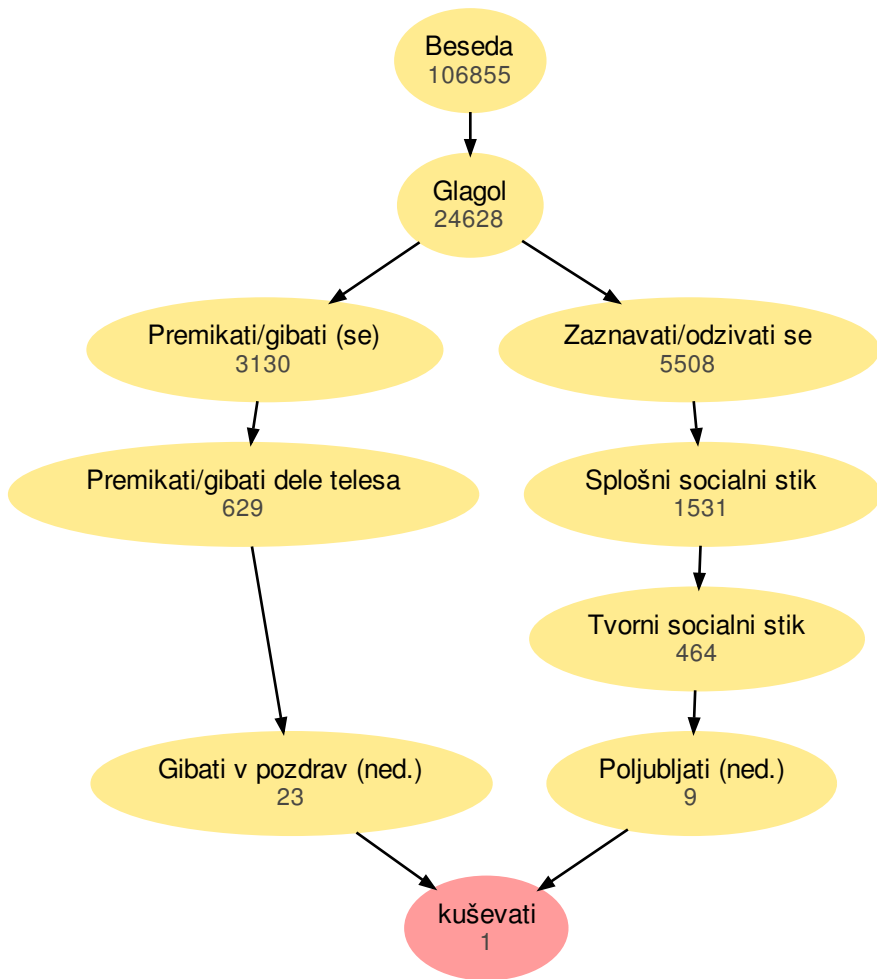 Beseda
106855
Glagol
24628
Premikati/gibati (se)
3130
Zaznavati/odzivati se
5508
Premikati/gibati dele telesa
629
Splošni socialni stik
1531
Tvorni socialni stik
464
Gibati v pozdrav (ned.)
23
Poljubljati (ned.)
9
kuševati
1